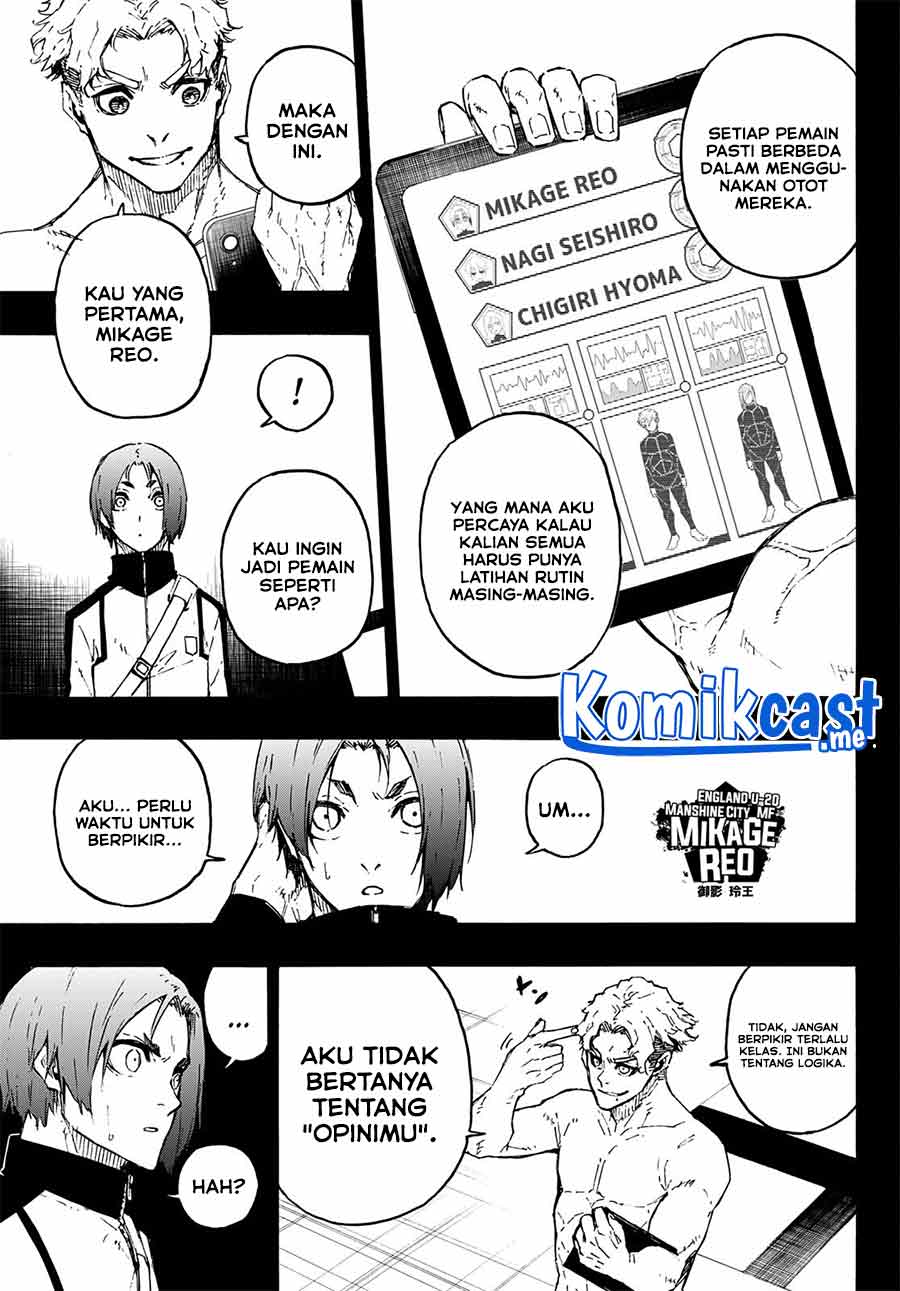 SETIAP PEMAIN
PASTI BERBEDA
DALAM MENGGU-
NAKAN OTOT
MEREKA.
MIKAGE REO
NAGI SEISHIRO
CHIGIRI HYOMA
YANG MANA AKU
PERCAYA KALAU
KALIAN SEMUA
HARUS PUNYA
LATIHAN RUTIN
MASING-MASING.
MAKA
DENGAN
INI.
KAU YANG
PERTAMA,
MIKAGE
REO.
!
KAU INGIN
JADI PEMAIN
SEPERTI
APA?
Komikcast
.me
ENGLAND U-20
MANSHINE CITY MF
MIKAGE
REO
御影 玲王
UM...
AKU... PERLU
WAKTU UNTUK
BERPIKIR...
TIDAK, JANGAN
BERPIKIR TERLALU
KELAS. INI BUKAN
TENTANG LOGIKA.
AKU TIDAK
BERTANYA
TENTANG
"OPINIMU".
...
HAH?